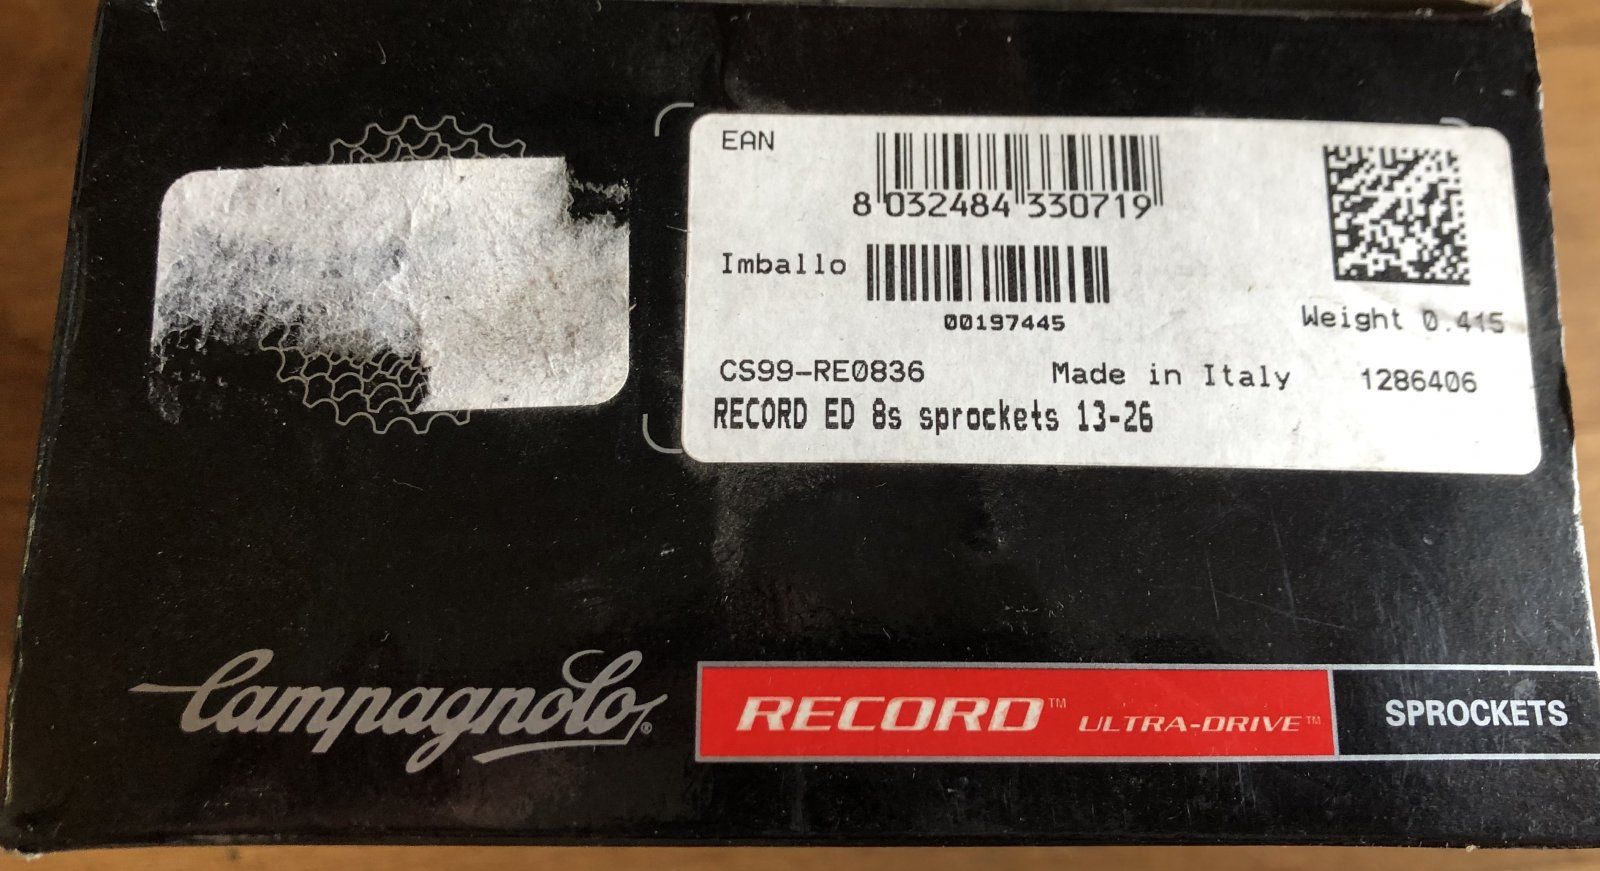 EAN
8 032484 330719
Imballo
00197445
Weight 0.415
CS99-RE0836 Made in Italy 1286406
RECORD ED 8s sprockets 13-26
Campagnolo®
RECORD™ ULTRA-DRIVE™ SPROCKETS